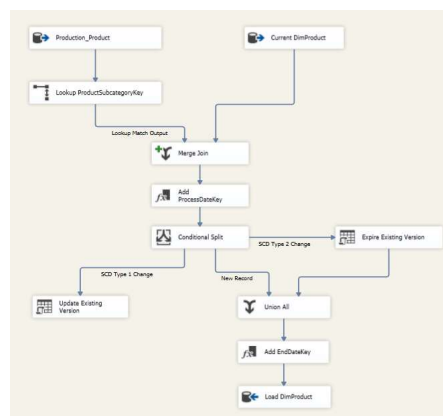 Production_Product
Current DimProduct
Lookup ProductSubcategoryKey
Lookup Match Output
Merge Join
Add
ProcessDateKey
Conditional Split
SCD Type 2 Change
Expire Existing Version
SCD Type 1 Change
New Record
Update Existing
Version
Union All
Add EndDateKey
Load DimProduct